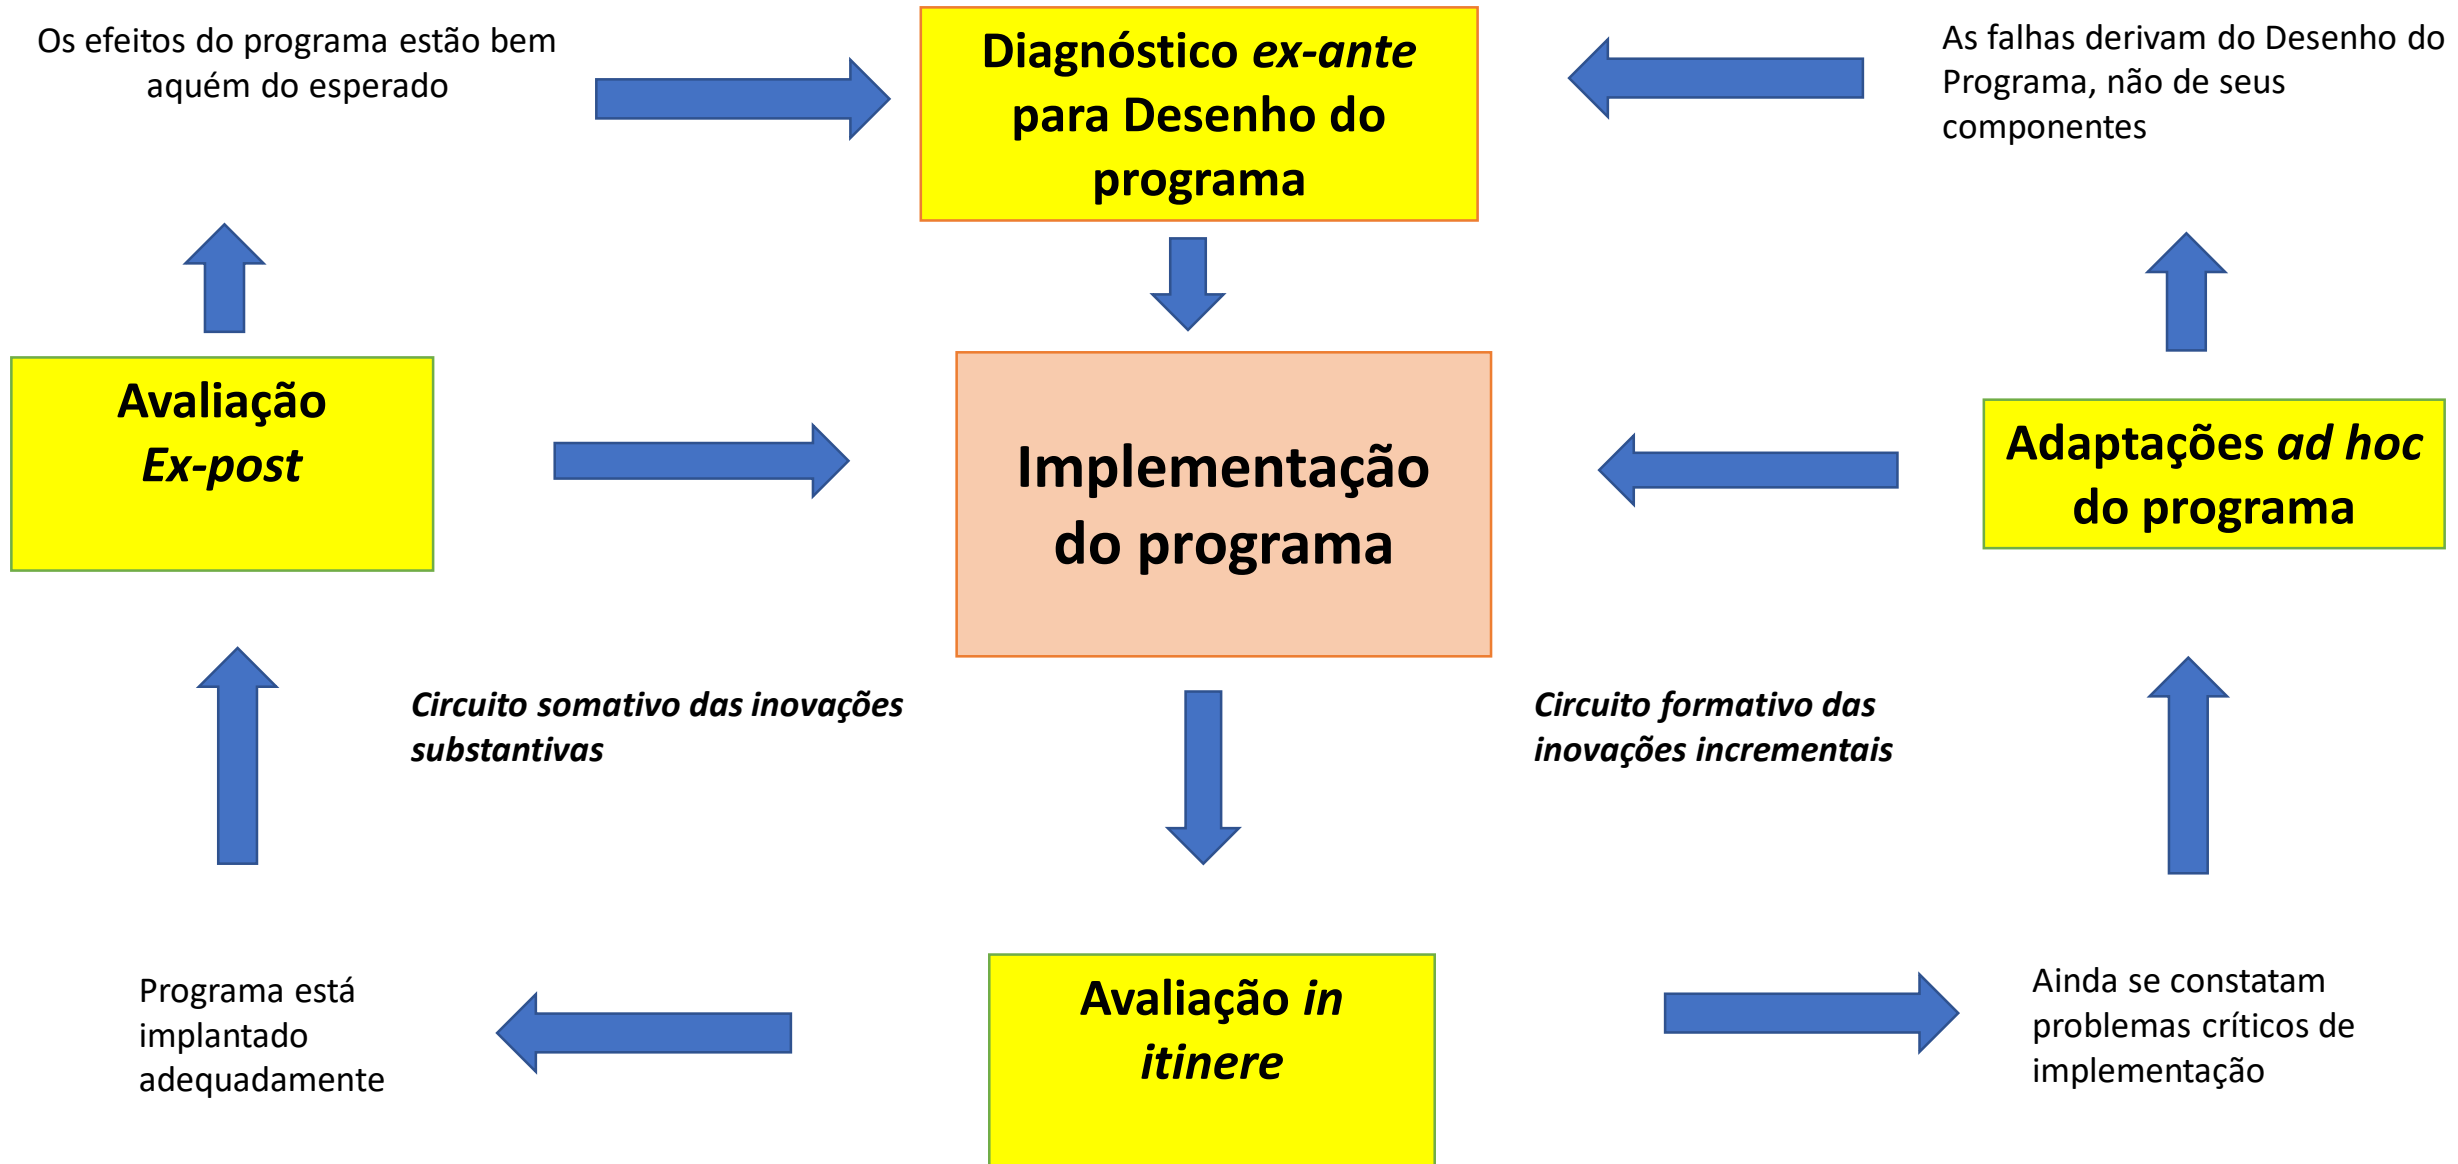 Os efeitos do programa estão bem
aquém do esperado
Diagnóstico ex-ante
para Desenho do
programa
As falhas derivam do Desenho do
Programa, não de seus
componentes
Avaliação
Ex-post
Implementação
do programa
Adaptações ad hoc
do programa
Circuito somativo das inovações
substantivas
Circuito formativo das
inovações incrementais
Programa está
implantado
adequadamente
Avaliação in
itinere
Ainda se constatam
problemas críticos de
implementação